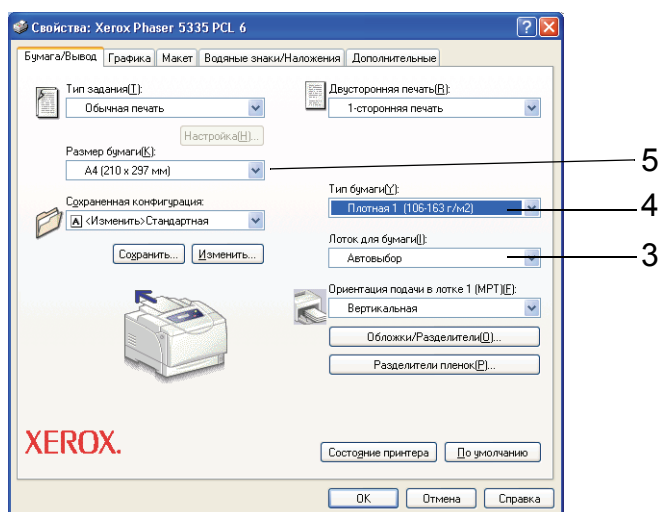 Свойства: Xerox Phaser 5335 PCL 6
Бумага/Вывод Графика Макет Водяные знаки/Наложения Дополнительные
Тип задания(T):
Обычная печать
Настройка(H)...
Размер бумаги(K):
A4 (210 x 297 мм)
Сохраненная конфигурация:
A <Изменить>Стандартная
Сохранить... Изменить...
Двусторонняя печать(R):
1-сторонняя печать
5
Тип бумаги(Y):
Плотная 1 (106-163 г/м2)
4
Лоток для бумаги(I):
Автовыбор
3
Ориентация подачи в лотке 1 (MPT)(F):
Вертикальная
Обложки/Разделители(O)...
Разделители пленок(P)...
XEROX.
Состояние принтера По умолчанию
OK Отмена Справка